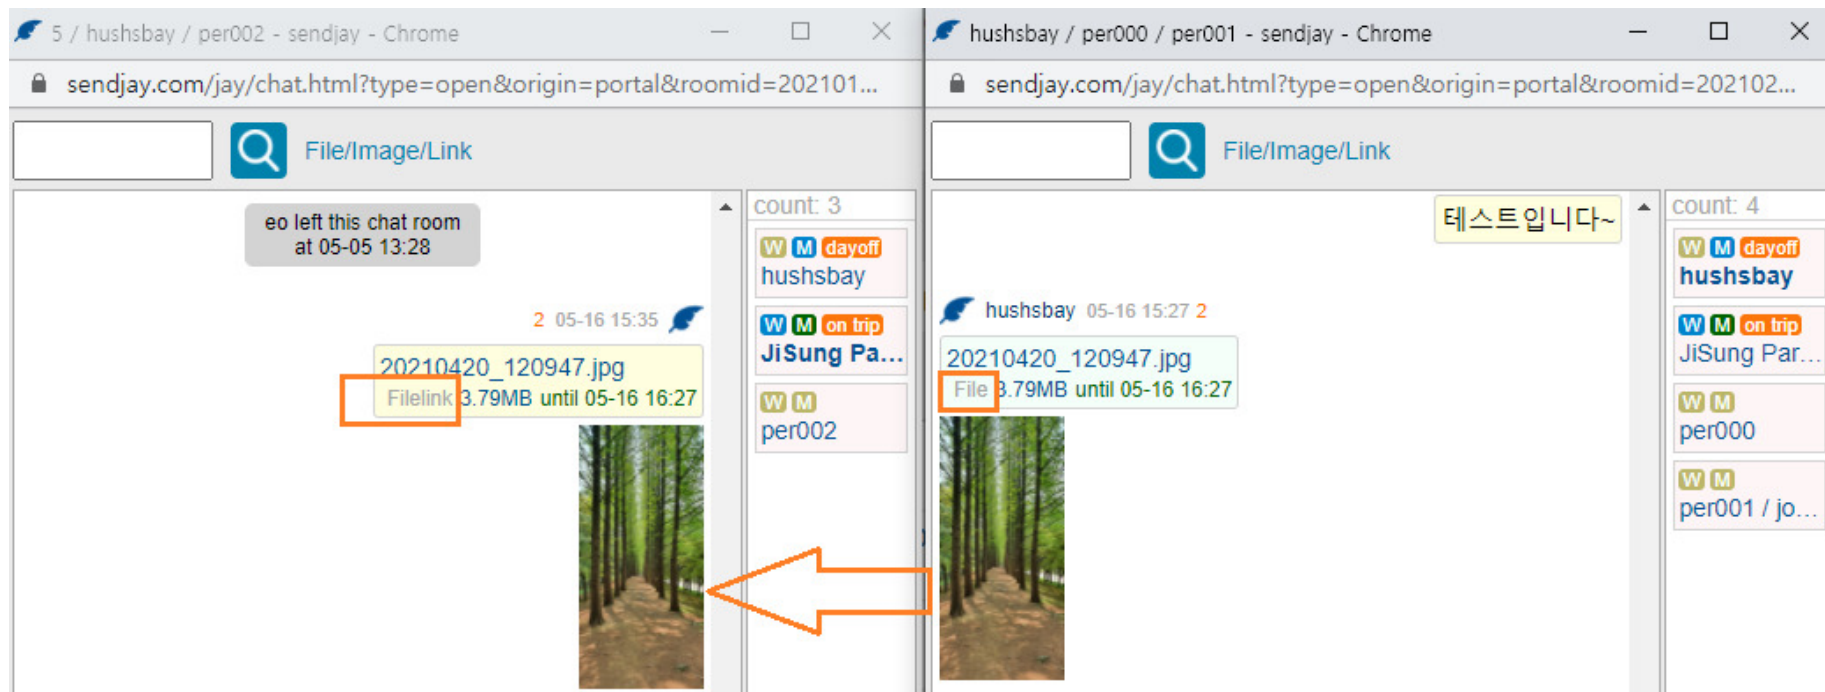 5 / hushsbay / per002 - sendjay - Chrome
sendjay.com/jay/chat.html?type=open&origin=portal&roomid=202101...
File/Image/Link
eo left this chat room
at 05-05 13:28
2 05-16 15:35
20210420_120947.jpg
Filelink 3.79MB until 05-16 16:27
count: 3
W M dayoff
hushsbay
W M on trip
JiSung Pa...
W M
per002
hushsbay / per000 / per001 - sendjay - Chrome
sendjay.com/jay/chat.html?type=open&origin=portal&roomid=202102...
File/Image/Link
테스트입니다~
hushsbay 05-16 15:27 2
20210420_120947.jpg
File 3.79MB until 05-16 16:27
count: 4
W M dayoff
hushsbay
W M on trip
JiSung Par...
W M
per000
W M
per001 / jo...